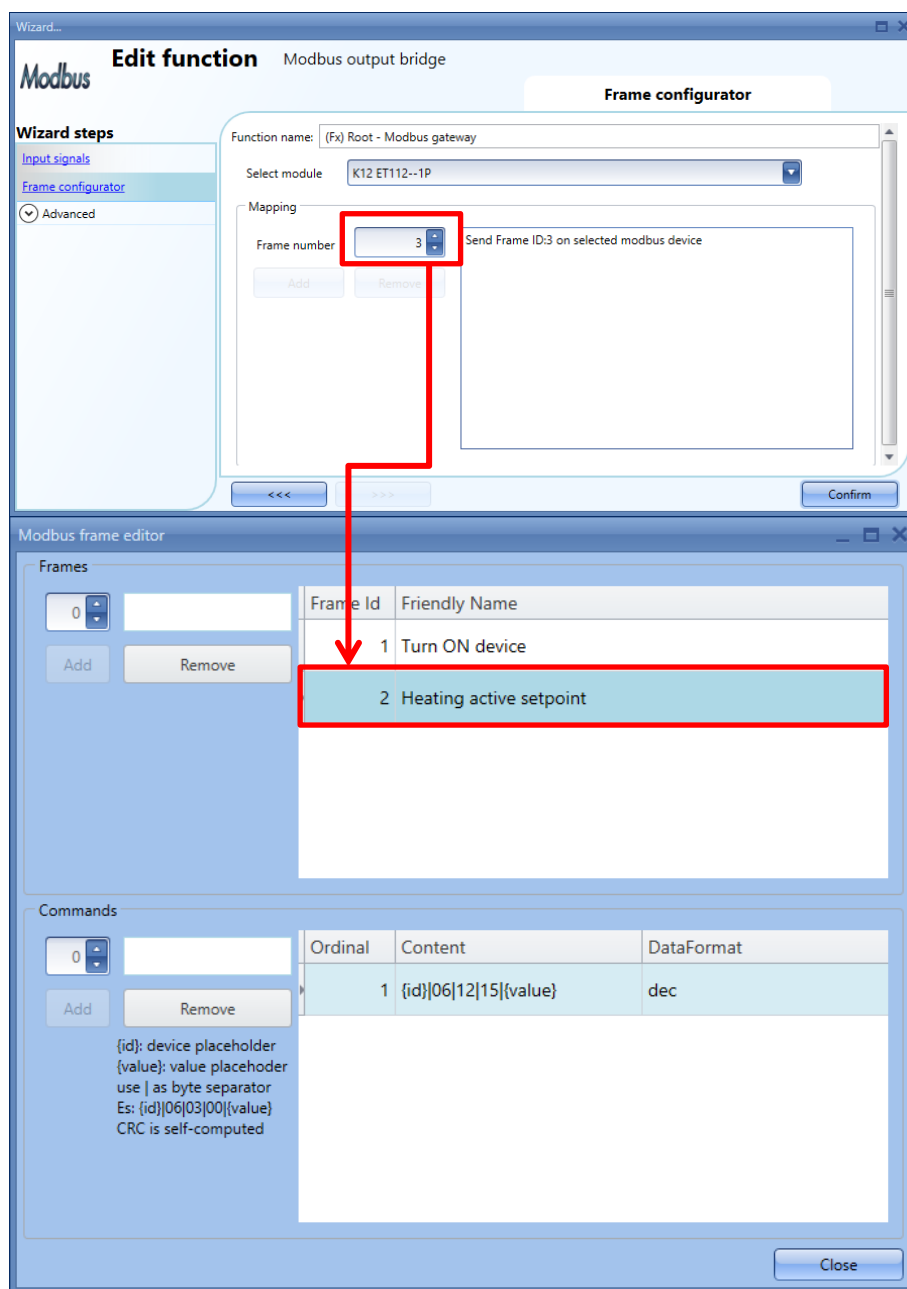 Wizard...
Modbus
Edit function Modbus output bridge
Frame configurator
Wizard steps
Input signals
Frame configurator
Advanced
Function name: (Fx) Root - Modbus gateway
Select module K12 ET112--1P
Mapping
Frame number 3
Send Frame ID:3 on selected modbus device
Add Remove
<<< >>> Confirm
Modbus frame editor
Frames
0
Add Remove
Frame Id Friendly Name
1 Turn ON device
2 Heating active setpoint
Commands
0
Add Remove
Ordinal Content DataFormat
1 {id}|06|12|15|{value} dec
{id}: device placeholder
{value}: value placehoder
use | as byte separator
Es: {id}|06|03|00|{value}
CRC is self-computed
Close